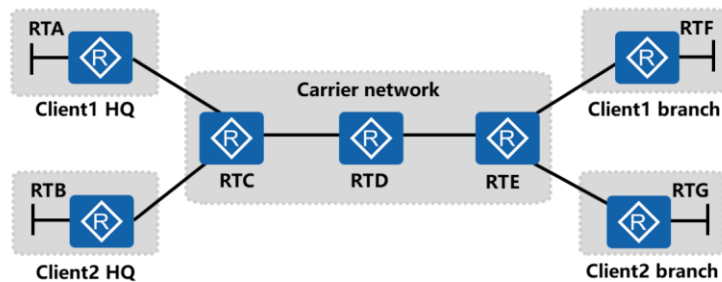 RTA
R
Client1 HQ
RTB
R
Client2 HQ
Carrier network
R
RTC
R
RTD
R
RTE
RTF
R
Client1 branch
RTG
R
Client2 branch